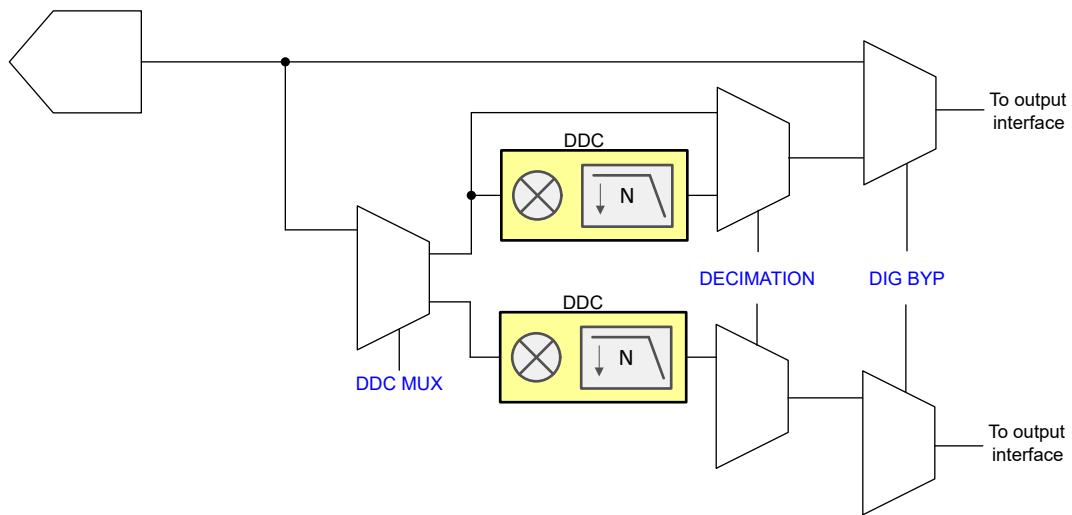 To output
interface
DDC
N
DECIMATION
DIG BYP
DDC
N
DDC MUX
To output
interface